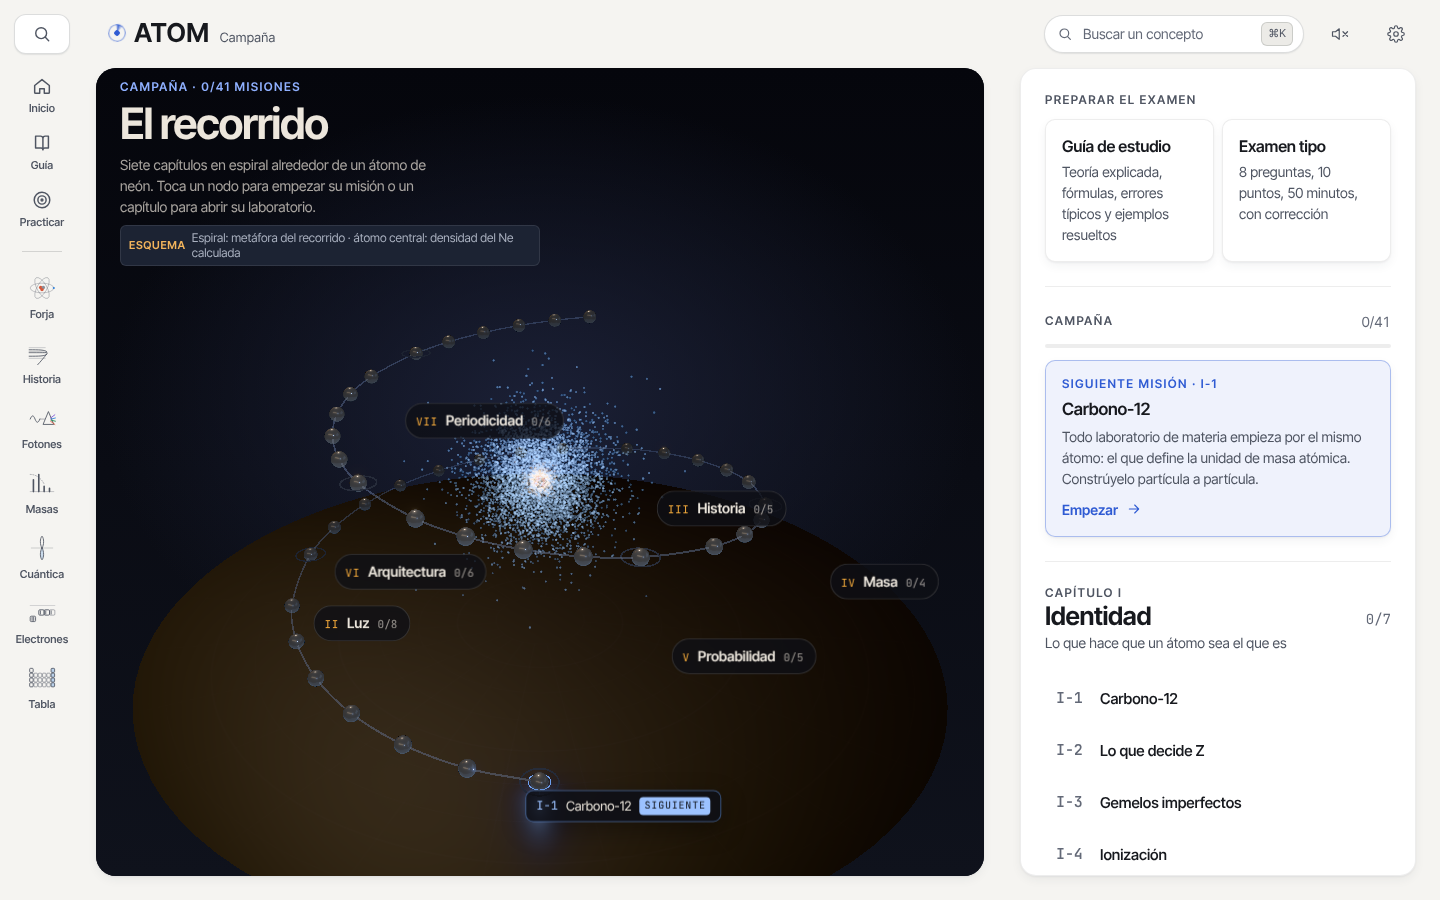 ATOM Campaña
Buscar un concepto ⌘K
Inicio
Guía
Practicar
Forja
Historia
Fotones
Masas
Cuántica
Electrones
Tabla
CAMPAÑA · 0/41 MISIONES
El recorrido
Siete capítulos en espiral alrededor de un átomo de
neón. Toca un nodo para empezar su misión o un
capítulo para abrir su laboratorio.
ESQUEMA Espiral: metáfora del recorrido · átomo central: densidad del Ne
calculada
VII Periodicidad 0/6
III Historia 0/5
VI Arquitectura 0/6
IV Masa 0/4
II Luz 0/8
V Probabilidad 0/5
I-1 Carbono-12 SIGUIENTE
PREPARAR EL EXAMEN
Guía de estudio
Teoría explicada,
fórmulas, errores
típicos y ejemplos
resueltos
Examen tipo
8 preguntas, 10
puntos, 50 minutos,
con corrección
CAMPAÑA 0/41
SIGUIENTE MISIÓN · I-1
Carbono-12
Todo laboratorio de materia empieza por el mismo
átomo: el que define la unidad de masa atómica.
Constrúyelo partícula a partícula.
Empezar →
CAPÍTULO I
Identidad 0/7
Lo que hace que un átomo sea el que es
I-1 Carbono-12
I-2 Lo que decide Z
I-3 Gemelos imperfectos
I-4 Ionización